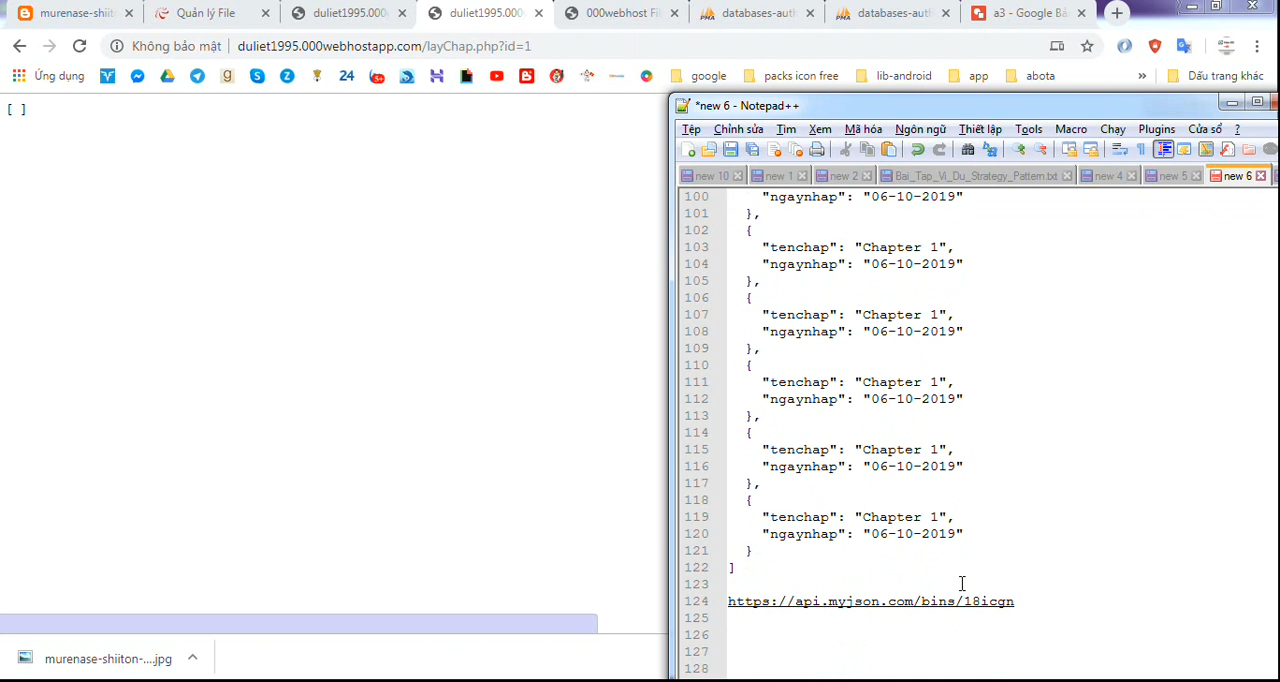 murenase-shiit
Quản lý File
duliet1995.000
duliet1995.000
000webhost Fi
databases-aut
databases-aut
a3 - Google Bả
Không bảo mật
duliet1995.000webhostapp.com/layChap.php?id=1
Ứng dụng
24
google
packs icon free
lib-android
app
abota
»
Dấu trang khác
[ ]
*new 6 - Notepad++
Tệp Chỉnh sửa Tìm Xem Mã hóa Ngôn ngữ Thiết lập Tools Macro Chạy Plugins Cửa sổ ?
new 10 new 1 new 2 Bai_Tap_Vi_Du_Strategy_Pattern.txt new 4 new 5 new 6
100 "ngaynhap": "06-10-2019"
101 },
102 {
103 "tenchap": "Chapter 1",
104 "ngaynhap": "06-10-2019"
105 },
106 {
107 "tenchap": "Chapter 1",
108 "ngaynhap": "06-10-2019"
109 },
110 {
111 "tenchap": "Chapter 1",
112 "ngaynhap": "06-10-2019"
113 },
114 {
115 "tenchap": "Chapter 1",
116 "ngaynhap": "06-10-2019"
117 },
118 {
119 "tenchap": "Chapter 1",
120 "ngaynhap": "06-10-2019"
121 }
122 ]
123
124 https://api.myjson.com/bins/18icgn
125
126
127
128
murenase-shiiton-....jpg